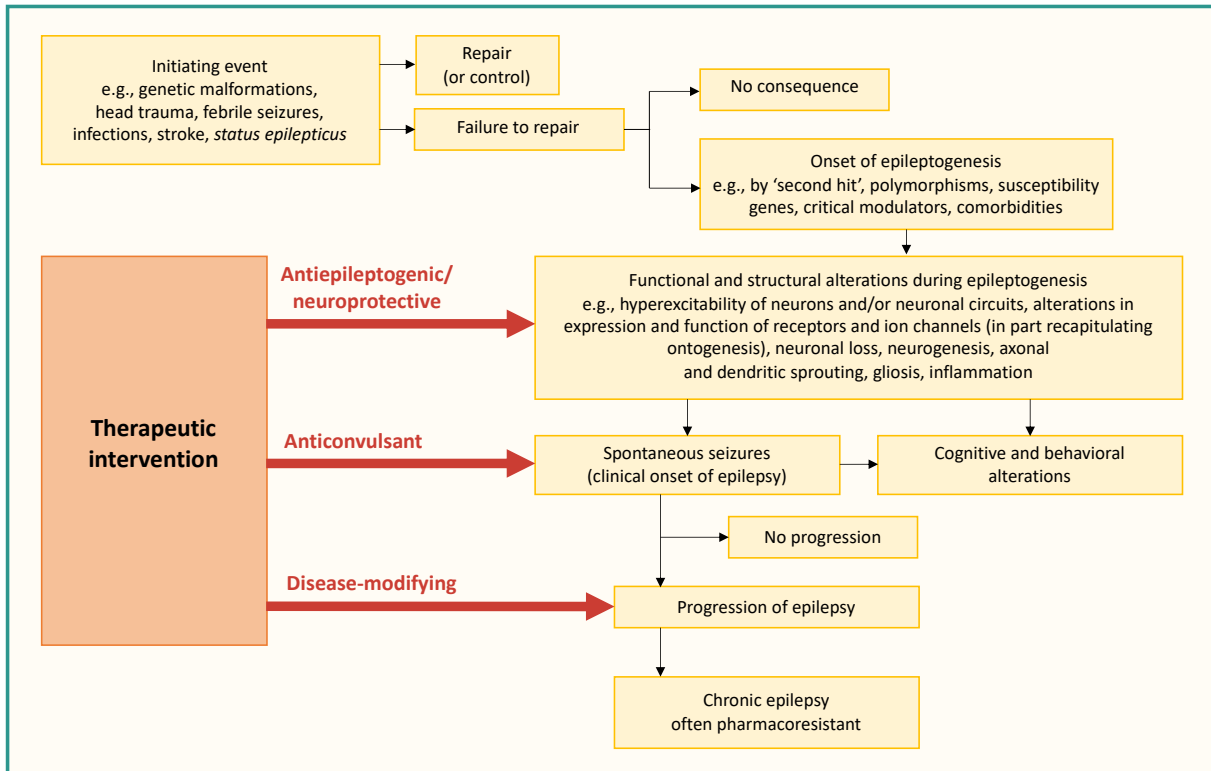 Initiating event
e.g., genetic malformations,
head trauma, febrile seizures,
infections, stroke, status epilepticus
Repair
(or control)
Failure to repair
No consequence
Onset of epileptogenesis
e.g., by ‘second hit’, polymorphisms, susceptibility
genes, critical modulators, comorbidities
Therapeutic
intervention
Antiepileptogenic/
neuroprotective
Functional and structural alterations during epileptogenesis
e.g., hyperexcitability of neurons and/or neuronal circuits, alterations in
expression and function of receptors and ion channels (in part recapitulating
ontogenesis), neuronal loss, neurogenesis, axonal
and dendritic sprouting, gliosis, inflammation
Anticonvulsant
Spontaneous seizures
(clinical onset of epilepsy)
Cognitive and behavioral
alterations
No progression
Disease-modifying
Progression of epilepsy
Chronic epilepsy
often pharmacoresistant